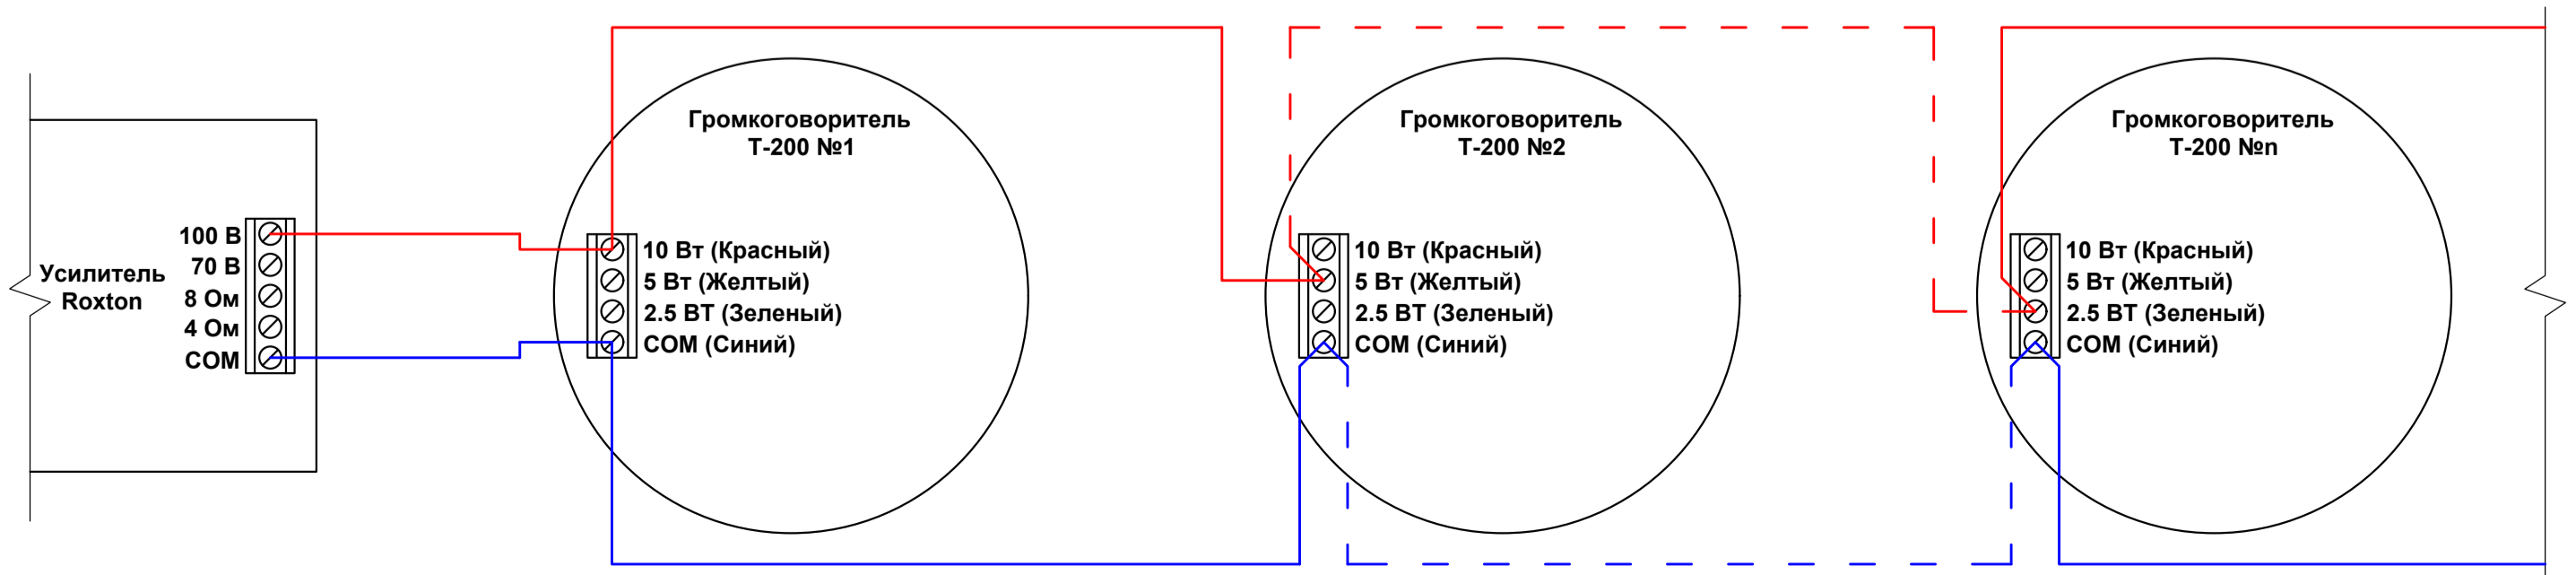 Усилитель
Roxton
100 В
70 В
8 Ом
4 Ом
COM
Громкоговоритель
Т-200 №1
10 Вт (Красный)
5 Вт (Желтый)
2.5 ВТ (Зеленый)
COM (Синий)
Громкоговоритель
Т-200 №2
10 Вт (Красный)
5 Вт (Желтый)
2.5 ВТ (Зеленый)
COM (Синий)
Громкоговоритель
Т-200 №n
10 Вт (Красный)
5 Вт (Желтый)
2.5 ВТ (Зеленый)
COM (Синий)